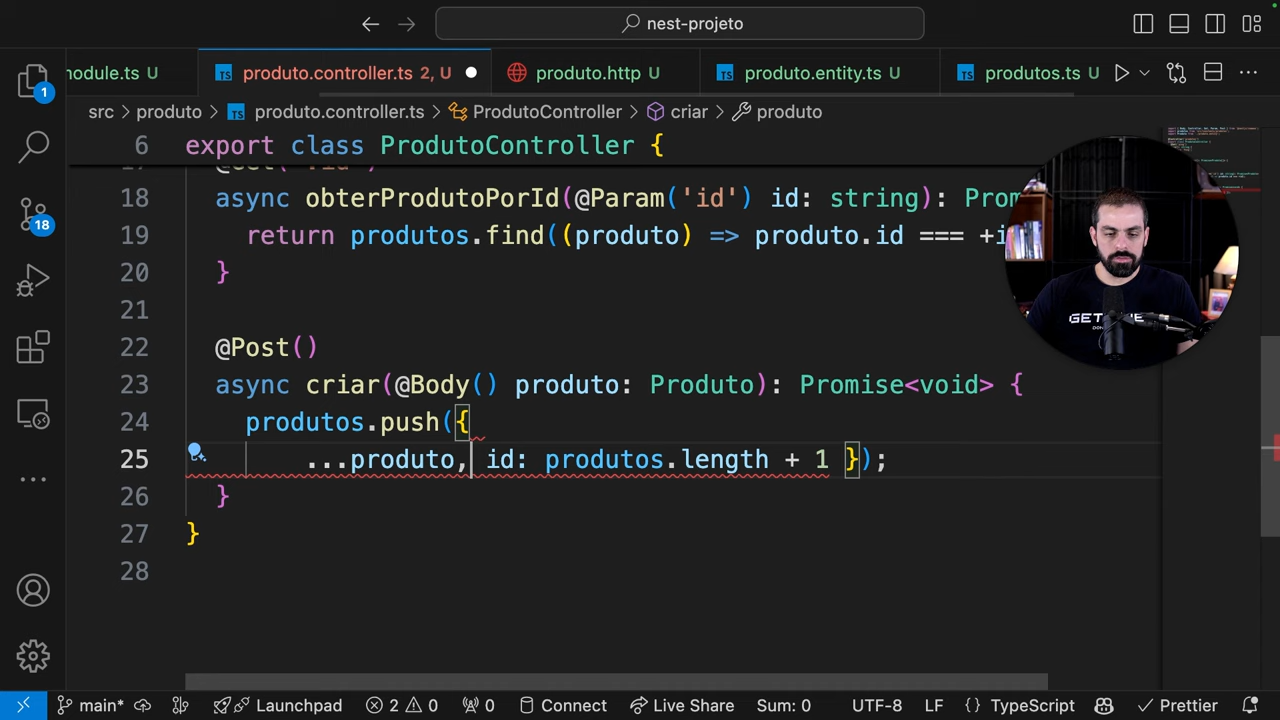 nest-projeto
nodule.ts U
produto.controller.ts 2, U
produto.http U
produto.entity.ts U
produtos.ts U
src > produto > TS produto.controller.ts > ProdutoController > criar > produto
6 export class ProdutoController {
18 async obterProdutoPorId(@Param('id') id: string): Prom
19 return produtos.find((produto) => produto.id === +i
20 }
21
22 @Post()
23 async criar(@Body() produto: Produto): Promise<void> {
24 produtos.push({
25 ...produto, id: produtos.length + 1 });
26 }
27 }
28
1
18
main* Launchpad 2 0 0 Connect Live Share Sum: 0 UTF-8 LF {} TypeScript Prettier